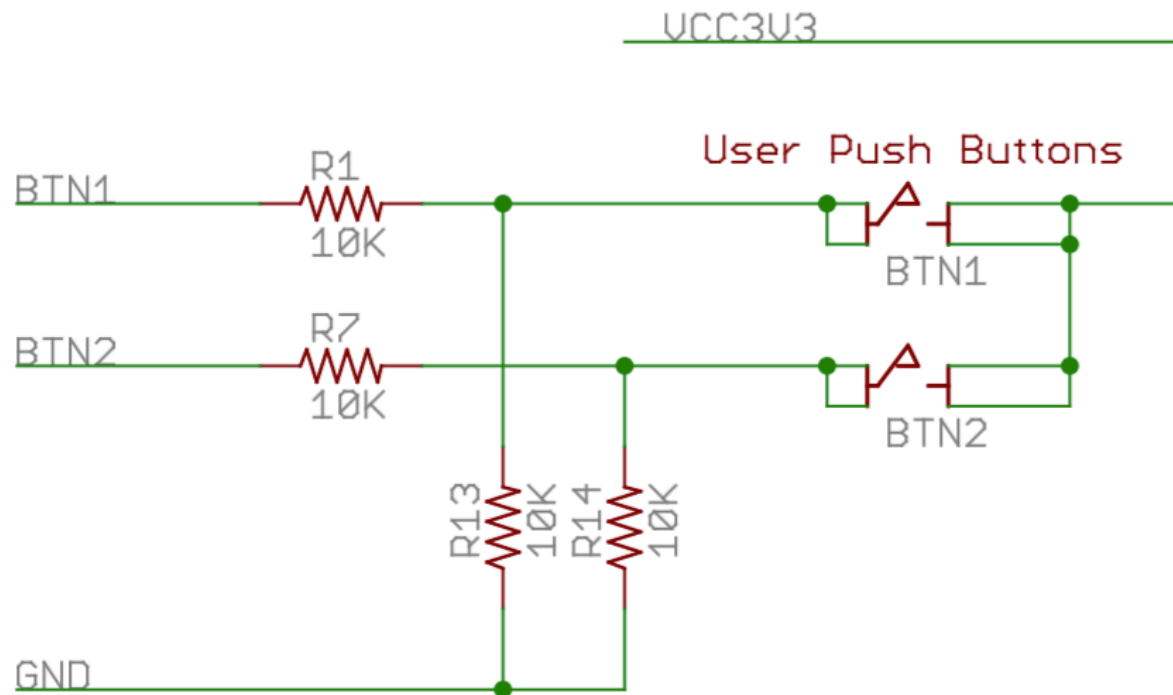 VCC3V3
User Push Buttons
R1
BTN1
10K
BTN1
R7
BTN2
10K
BTN2
R13
10K
R14
10K
GND